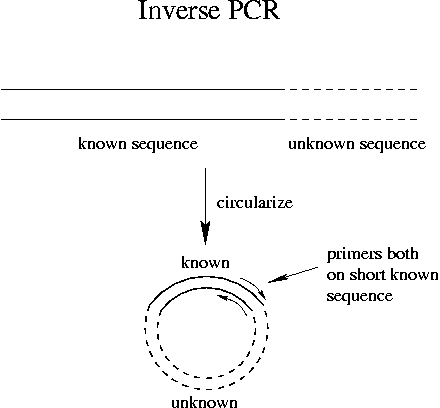 Inverse PCR
known sequence
unknown sequence
circularize
known
primers both
on short known
sequence
unknown